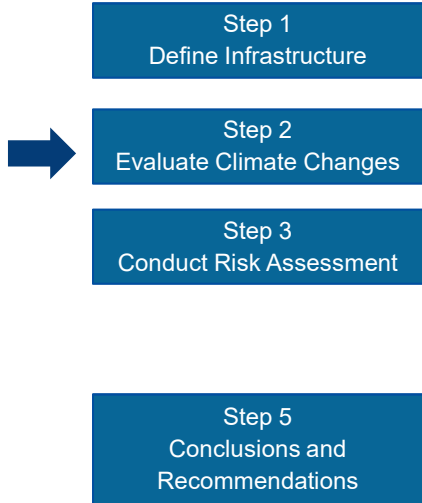 Step 1
Define Infrastructure
Step 2
Evaluate Climate Changes
Step 3
Conduct Risk Assessment
Step 5
Conclusions and
Recommendations